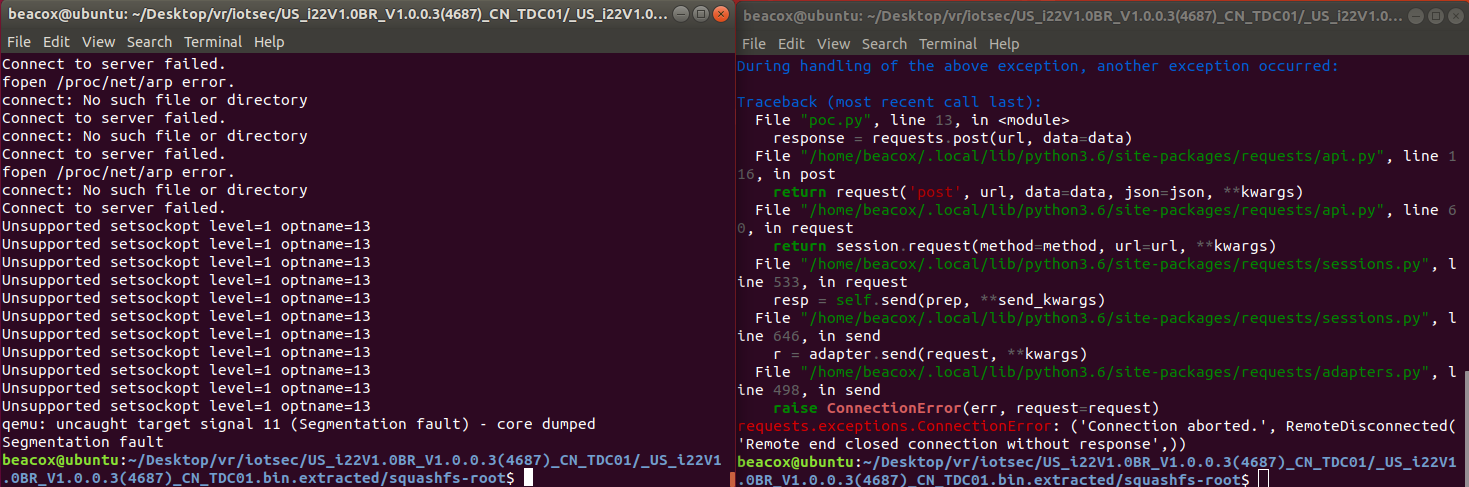 beacox@ubuntu: ~/Desktop/vr/iotsec/US_i22V1.0BR_V1.0.0.3(4687)_CN_TDC01/_US_i22V1.0...
File Edit View Search Terminal Help
Connect to server failed.
fopen /proc/net/arp error.
connect: No such file or directory
Connect to server failed.
connect: No such file or directory
Connect to server failed.
fopen /proc/net/arp error.
connect: No such file or directory
Connect to server failed.
Unsupported setsockopt level=1 optname=13
Unsupported setsockopt level=1 optname=13
Unsupported setsockopt level=1 optname=13
Unsupported setsockopt level=1 optname=13
Unsupported setsockopt level=1 optname=13
Unsupported setsockopt level=1 optname=13
Unsupported setsockopt level=1 optname=13
Unsupported setsockopt level=1 optname=13
Unsupported setsockopt level=1 optname=13
Unsupported setsockopt level=1 optname=13
Unsupported setsockopt level=1 optname=13
qemu: uncaught target signal 11 (Segmentation fault) - core dumped
Segmentation fault
beacox@ubuntu:~/Desktop/vr/iotsec/US_i22V1.0BR_V1.0.0.3(4687)_CN_TDC01/_US_i22V1
.0BR_V1.0.0.3(4687)_CN_TDC01.bin.extracted/squashfs-root$
beacox@ubuntu: ~/Desktop/vr/iotsec/US_i22V1.0BR_V1.0.0.3(4687)_CN_TDC01/_US_i22V1.0...
File Edit View Search Terminal Help
During handling of the above exception, another exception occurred:
Traceback (most recent call last):
  File "poc.py", line 13, in <module>
    response = requests.post(url, data=data)
  File "/home/beacox/.local/lib/python3.6/site-packages/requests/api.py", line 1
16, in post
    return request('post', url, data=data, json=json, **kwargs)
  File "/home/beacox/.local/lib/python3.6/site-packages/requests/api.py", line 6
0, in request
    return session.request(method=method, url=url, **kwargs)
  File "/home/beacox/.local/lib/python3.6/site-packages/requests/sessions.py", l
ine 533, in request
    resp = self.send(prep, **send_kwargs)
  File "/home/beacox/.local/lib/python3.6/site-packages/requests/sessions.py", l
ine 646, in send
    r = adapter.send(request, **kwargs)
  File "/home/beacox/.local/lib/python3.6/site-packages/requests/adapters.py", l
ine 498, in send
    raise ConnectionError(err, request=request)
requests.exceptions.ConnectionError: ('Connection aborted.', RemoteDisconnected(
'Remote end closed connection without response',))
beacox@ubuntu:~/Desktop/vr/iotsec/US_i22V1.0BR_V1.0.0.3(4687)_CN_TDC01/_US_i22V1
.0BR_V1.0.0.3(4687)_CN_TDC01.bin.extracted/squashfs-root$